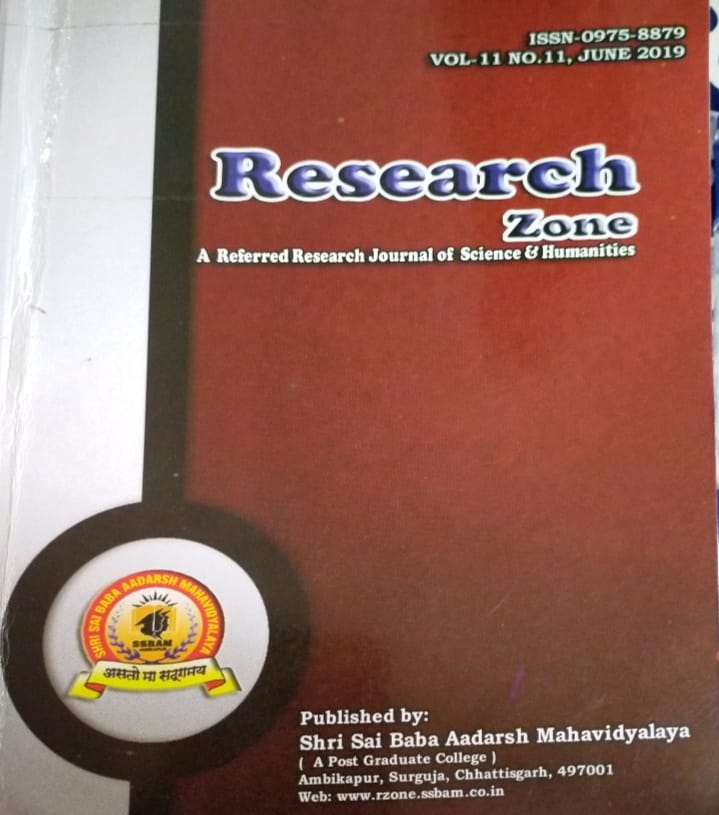 ISSN-0975-8879
VOL-11 NO.11, JUNE 2019
Research
Zone
A Referred Research Journal of Science & Humanities
SHRI SAI BABA AADARSH MAHAVIDYALAYA
SSBAM
असतो मा सद्गमय
Published by:
Shri Sai Baba Aadarsh Mahavidyalaya
( A Post Graduate College )
Ambikapur, Surguja, Chhattisgarh, 497001
Web: www.rzone.ssbam.co.in